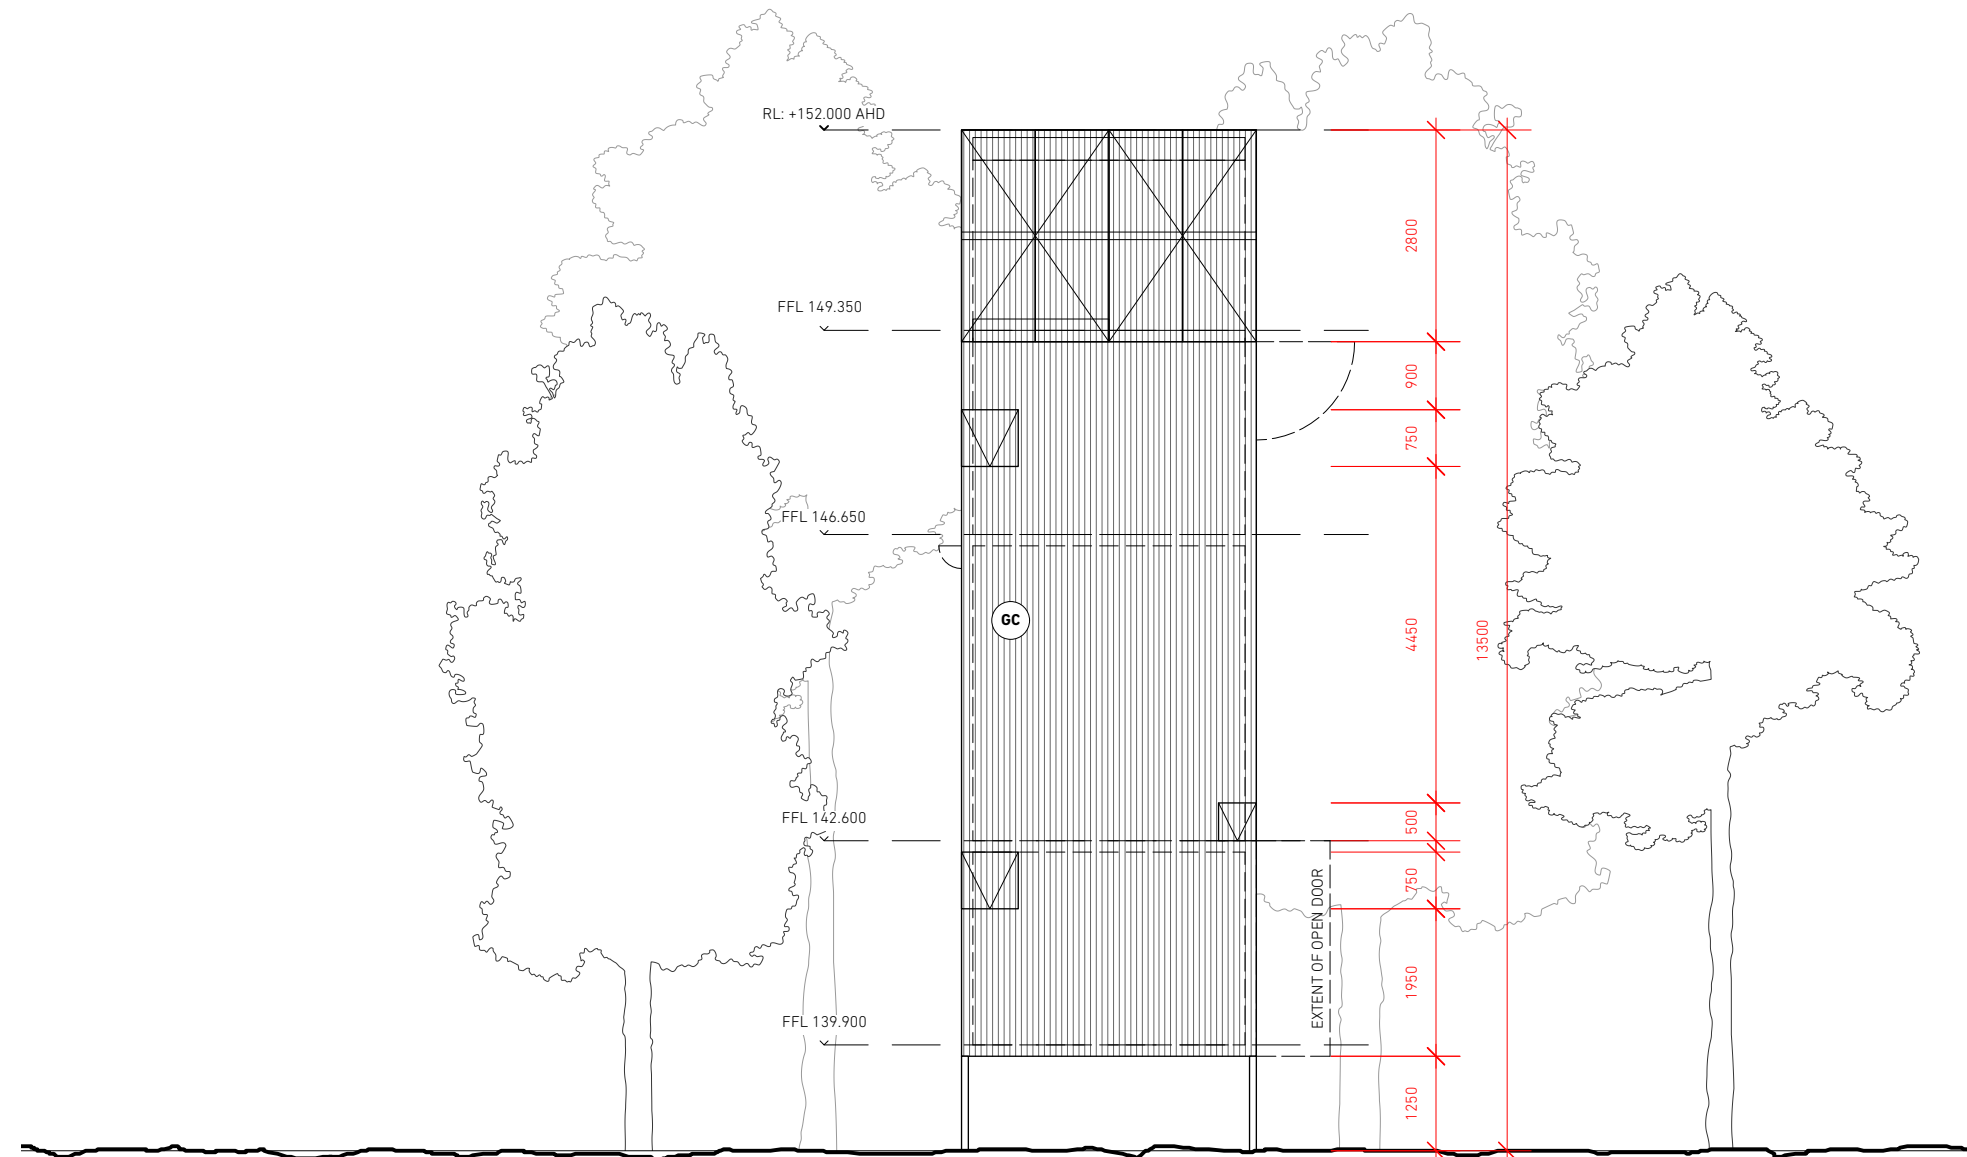 RL: +152.000 AHD
2800
FFL 149.350
900
750
FFL 146.650
GC
4450
13500
FFL 142.600
500
750
EXTENT OF OPEN DOOR
1950
FFL 139.900
1250